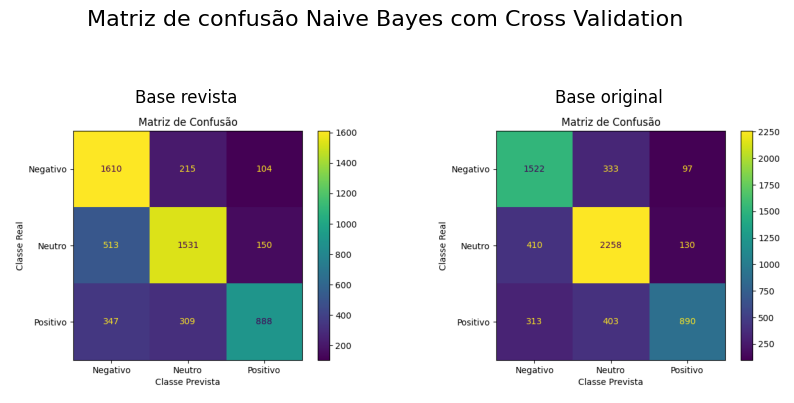 Matriz de confusão Naive Bayes com Cross Validation
Base revista
Matriz de Confusão
Classe Real
Negativo 1610 215 104
Neutro 513 1531 150
Positivo 347 309 888
Negativo Neutro Positivo
Classe Prevista
1600
1400
1200
1000
800
600
400
200
Base original
Matriz de Confusão
Classe Real
Negativo 1522 333 97
Neutro 410 2258 130
Positivo 313 403 890
Negativo Neutro Positivo
Classe Prevista
2250
2000
1750
1500
1250
1000
750
500
250